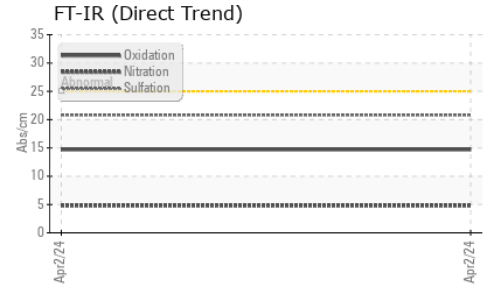 FT-IR (Direct Trend)
35
30
25
20
15
10
5
0
Abs/cm
Oxidation
Nitration
Sulfation
Abnormal
Apr2/24
Apr2/24